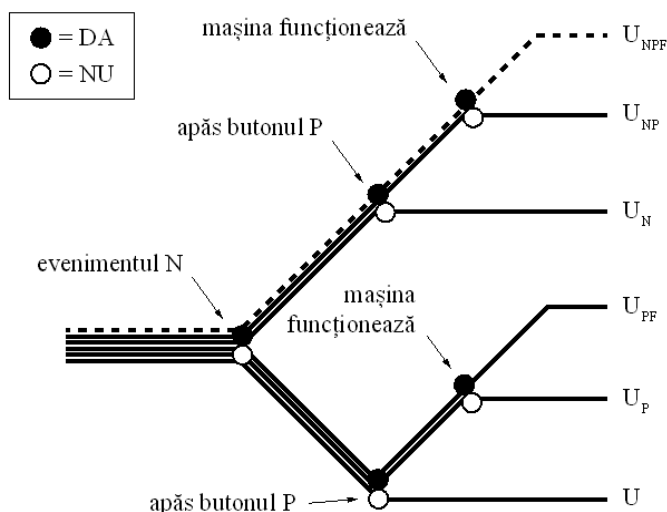 = DA
= NU
mașina funcționează
apăs butonul P
evenimentul N
mașina
funcționează
apăs butonul P
U_NPF
U_NP
U_N
U_PF
U_P
U